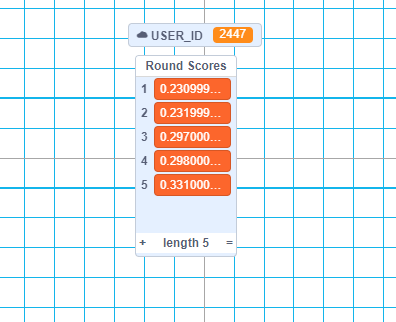 USER_ID 2447
Round Scores
1 0.230999...
2 0.231999...
3 0.297000...
4 0.298000...
5 0.331000...
+ length 5 =